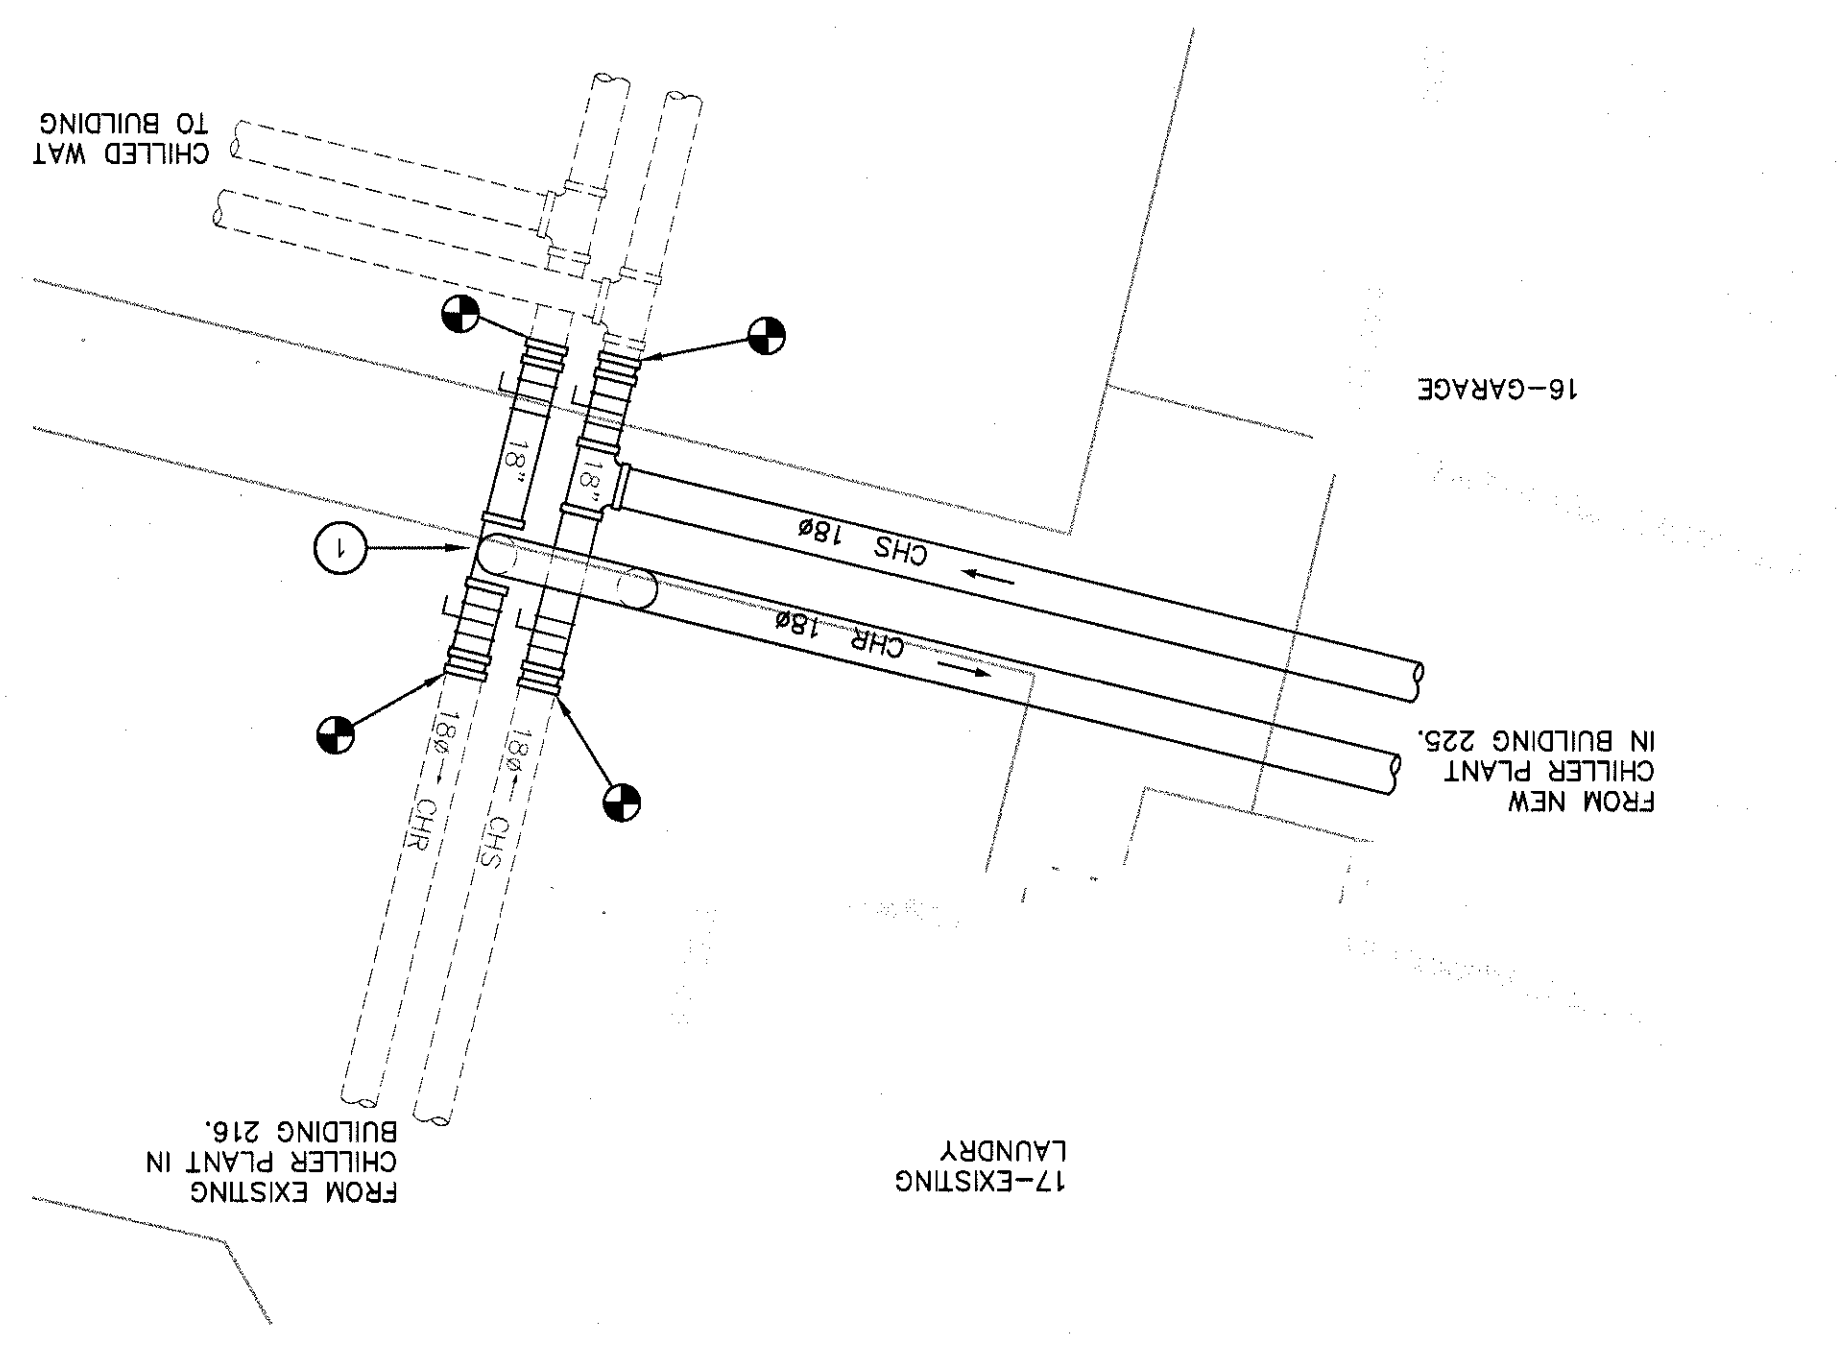 17-EXISTING
LAUNDRY
FROM EXISTING
CHILLER PLANT IN
BUILDING 216.
FROM NEW
CHILLER PLANT
IN BUILDING 225.
18ø CHS
18ø CHR
CHR 18ø
CHS 18ø
1
18"
18"
16-GARAGE
CHILLED WAT
TO BUILDING